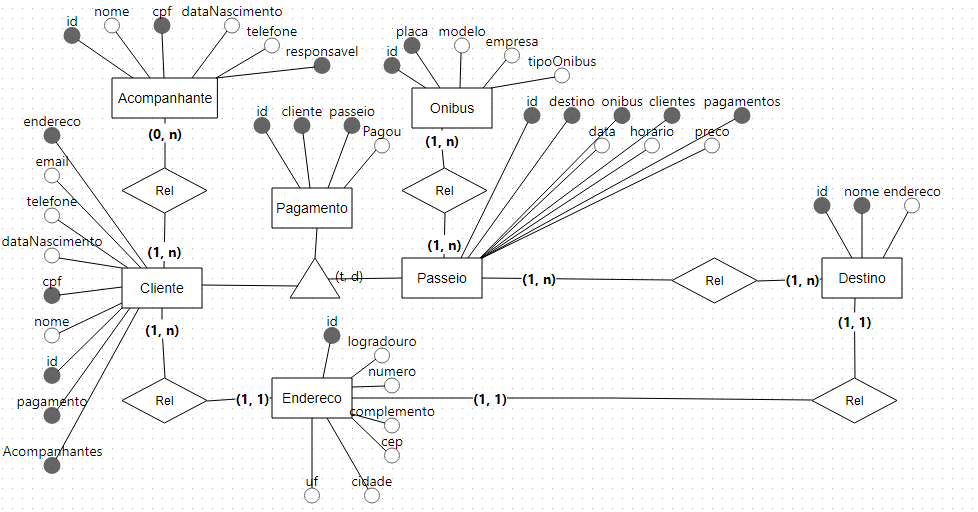 id
nome
cpf
dataNascimento
telefone
responsavel
Acompanhante
(0, n)
Rel
(1, n)
placa
modelo
id
empresa
tipoOnibus
Onibus
(1, n)
Rel
(1, n)
id
cliente
passeio
Pagou
Pagamento
(t, d)
id
destino
onibus
clientes
pagamentos
data
horário
preco
Passeio
(1, n)
Rel
(1, n)
id
nome
endereco
Destino
(1, 1)
endereco
email
telefone
dataNascimento
cpf
nome
id
pagamento
Acompanhantes
Cliente
(1, n)
Rel
(1, 1)
id
logradouro
numero
Endereco
complemento
cep
uf
cidade
(1, 1)
Rel